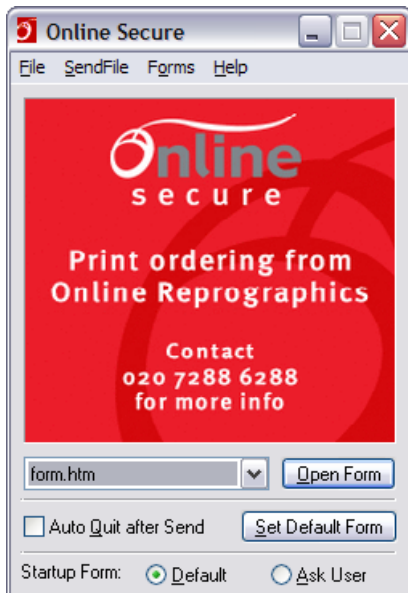 Online Secure
File SendFile Forms Help
Online
secure
Print ordering from
Online Reprographics
Contact
020 7288 6288
for more info
form.htm Open Form
Auto Quit after Send Set Default Form
Startup Form: Default Ask User